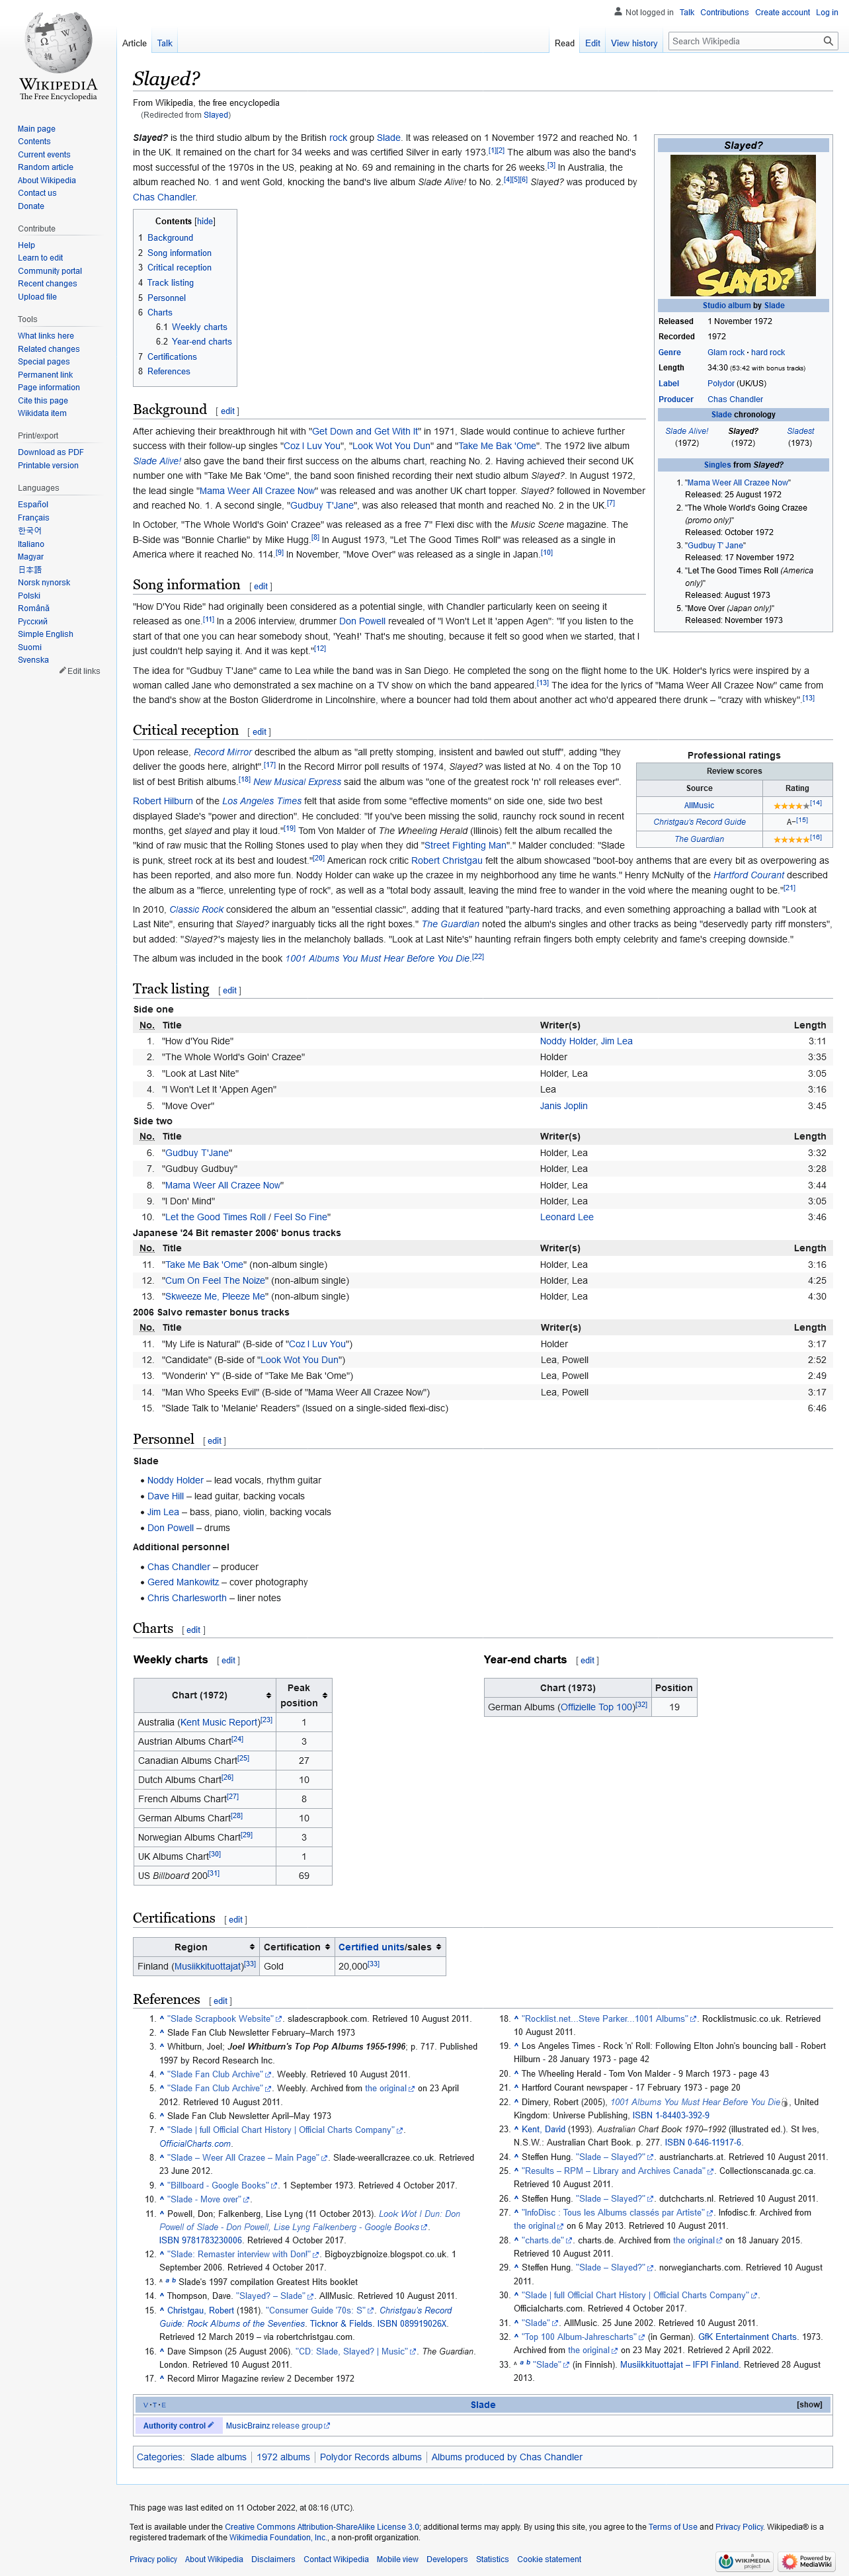 Not logged in Talk Contributions Create account Log in
Article Talk Read Edit View history Search Wikipedia
WIKIPEDIA
The Free Encyclopedia
Main page
Contents
Current events
Random article
About Wikipedia
Contact us
Donate
Contribute
Help
Learn to edit
Community portal
Recent changes
Upload file
Tools
What links here
Related changes
Special pages
Permanent link
Page information
Cite this page
Wikidata item
Print/export
Download as PDF
Printable version
Languages
Español
Français
한국어
Italiano
Magyar
日本語
Norsk nynorsk
Polski
Română
Русский
Simple English
Suomi
Svenska
Edit links
Slayed?
From Wikipedia, the free encyclopedia
(Redirected from Slayed)
Slayed? is the third studio album by the British rock group Slade. It was released on 1 November 1972 and reached No. 1
in the UK. It remained on the chart for 34 weeks and was certified Silver in early 1973.[1][2] The album was also the band's
most successful of the 1970s in the US, peaking at No. 69 and remaining in the charts for 26 weeks.[3] In Australia, the
album reached No. 1 and went Gold, knocking the band's live album Slade Alive! to No. 2.[4][5][6] Slayed? was produced by
Chas Chandler.
Contents [hide]
1 Background
2 Song information
3 Critical reception
4 Track listing
5 Personnel
6 Charts
6.1 Weekly charts
6.2 Year-end charts
7 Certifications
8 References
Slayed?
SLAYED?
Studio album by Slade
Released 1 November 1972
Recorded 1972
Genre Glam rock · hard rock
Length 34:30 (53:42 with bonus tracks)
Label Polydor (UK/US)
Producer Chas Chandler
Slade chronology
Slade Alive! Slayed? Sladest
(1972) (1972) (1973)
Singles from Slayed?
1. "Mama Weer All Crazee Now"
Released: 25 August 1972
2. "The Whole World's Going Crazee
(promo only)"
Released: October 1972
3. "Gudbuy T' Jane"
Released: 17 November 1972
4. "Let The Good Times Roll (America
only)"
Released: August 1973
5. "Move Over (Japan only)"
Released: November 1973
Background [ edit ]
After achieving their breakthrough hit with "Get Down and Get With It" in 1971, Slade would continue to achieve further
success with their follow-up singles "Coz I Luv You", "Look Wot You Dun" and "Take Me Bak 'Ome". The 1972 live album
Slade Alive! also gave the band their first success on the albums chart, reaching No. 2. Having achieved their second UK
number one with "Take Me Bak 'Ome", the band soon finished recording their next studio album Slayed?. In August 1972,
the lead single "Mama Weer All Crazee Now" was released and was another UK chart topper. Slayed? followed in November
and reached No. 1. A second single, "Gudbuy T'Jane", was also released that month and reached No. 2 in the UK.[7]
In October, "The Whole World's Goin' Crazee" was released as a free 7" Flexi disc with the Music Scene magazine. The
B-Side was "Bonnie Charlie" by Mike Hugg.[8] In August 1973, "Let The Good Times Roll" was released as a single in
America where it reached No. 114.[9] In November, "Move Over" was released as a single in Japan.[10]
Song information [ edit ]
"How D'You Ride" had originally been considered as a potential single, with Chandler particularly keen on seeing it
released as one.[11] In a 2006 interview, drummer Don Powell revealed of "I Won't Let It 'appen Agen": "If you listen to the
start of that one you can hear somebody shout, 'Yeah!' That's me shouting, because it felt so good when we started, that I
just couldn't help saying it. And it was kept."[12]
The idea for "Gudbuy T'Jane" came to Lea while the band was in San Diego. He completed the song on the flight home to the UK. Holder's lyrics were inspired by a
woman called Jane who demonstrated a sex machine on a TV show on which the band appeared.[13] The idea for the lyrics of "Mama Weer All Crazee Now" came from
the band's show at the Boston Gliderdrome in Lincolnshire, where a bouncer had told them about another act who'd appeared there drunk – "crazy with whiskey".[13]
Critical reception [ edit ]
Upon release, Record Mirror described the album as "all pretty stomping, insistent and bawled out stuff", adding "they
deliver the goods here, alright".[17] In the Record Mirror poll results of 1974, Slayed? was listed at No. 4 on the Top 10
list of best British albums.[18] New Musical Express said the album was "one of the greatest rock 'n' roll releases ever".
Professional ratings
Review scores
Source Rating
AllMusic [14]
Christgau's Record Guide A–[15]
The Guardian [16]
Robert Hilburn of the Los Angeles Times felt that aside from some "effective moments" on side one, side two best
displayed Slade's "power and direction". He concluded: "If you've been missing the solid, raunchy rock sound in recent
months, get slayed and play it loud."[19] Tom Von Malder of The Wheeling Herald (Illinois) felt the album recalled the
"kind of raw music that the Rolling Stones used to play when they did "Street Fighting Man"." Malder concluded: "Slade
is punk, street rock at its best and loudest."[20] American rock critic Robert Christgau felt the album showcased "boot-boy anthems that are every bit as overpowering as
has been reported, and also more fun. Noddy Holder can wake up the crazee in my neighborhood any time he wants." Henry McNulty of the Hartford Courant described
the album as a "fierce, unrelenting type of rock", as well as a "total body assault, leaving the mind free to wander in the void where the meaning ought to be."[21]
In 2010, Classic Rock considered the album an "essential classic", adding that it featured "party-hard tracks, and even something approaching a ballad with "Look at
Last Nite", ensuring that Slayed? inarguably ticks all the right boxes." The Guardian noted the album's singles and other tracks as being "deservedly party riff monsters",
but added: "Slayed?'s majesty lies in the melancholy ballads. "Look at Last Nite's" haunting refrain fingers both empty celebrity and fame's creeping downside."
The album was included in the book 1001 Albums You Must Hear Before You Die.[22]
Track listing [ edit ]
Side one
No. Title Writer(s) Length
1. "How d'You Ride" Noddy Holder, Jim Lea 3:11
2. "The Whole World's Goin' Crazee" Holder 3:35
3. "Look at Last Nite" Holder, Lea 3:05
4. "I Won't Let It 'Appen Agen" Lea 3:16
5. "Move Over" Janis Joplin 3:45
Side two
No. Title Writer(s) Length
6. "Gudbuy T'Jane" Holder, Lea 3:32
7. "Gudbuy Gudbuy" Holder, Lea 3:28
8. "Mama Weer All Crazee Now" Holder, Lea 3:44
9. "I Don' Mind" Holder, Lea 3:05
10. "Let the Good Times Roll / Feel So Fine" Leonard Lee 3:46
Japanese '24 Bit remaster 2006' bonus tracks
No. Title Writer(s) Length
11. "Take Me Bak 'Ome" (non-album single) Holder, Lea 3:16
12. "Cum On Feel The Noize" (non-album single) Holder, Lea 4:25
13. "Skweeze Me, Pleeze Me" (non-album single) Holder, Lea 4:30
2006 Salvo remaster bonus tracks
No. Title Writer(s) Length
11. "My Life is Natural" (B-side of "Coz I Luv You") Holder 3:17
12. "Candidate" (B-side of "Look Wot You Dun") Lea, Powell 2:52
13. "Wonderin' Y" (B-side of "Take Me Bak 'Ome") Lea, Powell 2:49
14. "Man Who Speeks Evil" (B-side of "Mama Weer All Crazee Now") Lea, Powell 3:17
15. "Slade Talk to 'Melanie' Readers" (Issued on a single-sided flexi-disc) 6:46
Personnel [ edit ]
Slade
• Noddy Holder – lead vocals, rhythm guitar
• Dave Hill – lead guitar, backing vocals
• Jim Lea – bass, piano, violin, backing vocals
• Don Powell – drums
Additional personnel
• Chas Chandler – producer
• Gered Mankowitz – cover photography
• Chris Charlesworth – liner notes
Charts [ edit ]
Weekly charts [ edit ]
Chart (1972) Peak position
Australia (Kent Music Report)[23] 1
Austrian Albums Chart[24] 3
Canadian Albums Chart[25] 27
Dutch Albums Chart[26] 10
French Albums Chart[27] 8
German Albums Chart[28] 10
Norwegian Albums Chart[29] 3
UK Albums Chart[30] 1
US Billboard 200[31] 69
Year-end charts [ edit ]
Chart (1973) Position
German Albums (Offizielle Top 100)[32] 19
Certifications [ edit ]
Region Certification Certified units/sales
Finland (Musiikkituottajat)[33] Gold 20,000[33]
References [ edit ]
1. ^ "Slade Scrapbook Website". sladescrapbook.com. Retrieved 10 August 2011.
2. ^ Slade Fan Club Newsletter February–March 1973
3. ^ Whitburn, Joel; Joel Whitburn's Top Pop Albums 1955-1996; p. 717. Published
1997 by Record Research Inc.
4. ^ "Slade Fan Club Archive". Weebly. Retrieved 10 August 2011.
5. ^ "Slade Fan Club Archive". Weebly. Archived from the original on 23 April
2012. Retrieved 10 August 2011.
6. ^ Slade Fan Club Newsletter April–May 1973
7. ^ "Slade | full Official Chart History | Official Charts Company".
OfficialCharts.com.
8. ^ "Slade – Weer All Crazee – Main Page". Slade-weerallcrazee.co.uk. Retrieved
23 June 2012.
9. ^ "Billboard - Google Books". 1 September 1973. Retrieved 4 October 2017.
10. ^ "Slade - Move over".
11. ^ Powell, Don; Falkenberg, Lise Lyng (11 October 2013). Look Wot I Dun: Don
Powell of Slade - Don Powell, Lise Lyng Falkenberg - Google Books.
ISBN 9781783230006. Retrieved 4 October 2017.
12. ^ "Slade: Remaster interview with Don!". Bigboyzbignoize.blogspot.co.uk. 1
September 2006. Retrieved 4 October 2017.
13. ^ a b Slade's 1997 compilation Greatest Hits booklet
14. ^ Thompson, Dave. "Slayed? – Slade". AllMusic. Retrieved 10 August 2011.
15. ^ Christgau, Robert (1981). "Consumer Guide '70s: S". Christgau's Record
Guide: Rock Albums of the Seventies. Ticknor & Fields. ISBN 089919026X.
Retrieved 12 March 2019 – via robertchristgau.com.
16. ^ Dave Simpson (25 August 2006). "CD: Slade, Slayed? | Music". The Guardian.
London. Retrieved 10 August 2011.
17. ^ Record Mirror Magazine review 2 December 1972
18. ^ "Rocklist.net...Steve Parker...1001 Albums". Rocklistmusic.co.uk. Retrieved
10 August 2011.
19. ^ Los Angeles Times - Rock 'n' Roll: Following Elton John's bouncing ball - Robert
Hilburn - 28 January 1973 - page 42
20. ^ The Wheeling Herald - Tom Von Malder - 9 March 1973 - page 43
21. ^ Hartford Courant newspaper - 17 February 1973 - page 20
22. ^ Dimery, Robert (2005), 1001 Albums You Must Hear Before You Die, United
Kingdom: Universe Publishing, ISBN 1-84403-392-9
23. ^ Kent, David (1993). Australian Chart Book 1970–1992 (illustrated ed.). St Ives,
N.S.W.: Australian Chart Book. p. 277. ISBN 0-646-11917-6.
24. ^ Steffen Hung. "Slade – Slayed?". austriancharts.at. Retrieved 10 August 2011.
25. ^ "Results – RPM – Library and Archives Canada". Collectionscanada.gc.ca.
Retrieved 10 August 2011.
26. ^ Steffen Hung. "Slade – Slayed?". dutchcharts.nl. Retrieved 10 August 2011.
27. ^ "InfoDisc : Tous les Albums classés par Artiste". Infodisc.fr. Archived from
the original on 6 May 2013. Retrieved 10 August 2011.
28. ^ "charts.de". charts.de. Archived from the original on 18 January 2015.
Retrieved 10 August 2011.
29. ^ Steffen Hung. "Slade – Slayed?". norwegiancharts.com. Retrieved 10 August
2011.
30. ^ "Slade | full Official Chart History | Official Charts Company".
Officialcharts.com. Retrieved 4 October 2017.
31. ^ "Slade". AllMusic. 25 June 2002. Retrieved 10 August 2011.
32. ^ "Top 100 Album-Jahrescharts" (in German). GfK Entertainment Charts. 1973.
Archived from the original on 23 May 2022. Retrieved 2 April 2022.
33. ^ a b "Slade" (in Finnish). Musiikkituottajat – IFPI Finland. Retrieved 28 August
2013.
V·T·E Slade [show]
Authority control MusicBrainz release group
Categories: Slade albums | 1972 albums | Polydor Records albums | Albums produced by Chas Chandler
This page was last edited on 11 October 2022, at 08:16 (UTC).
Text is available under the Creative Commons Attribution-ShareAlike License 3.0; additional terms may apply. By using this site, you agree to the Terms of Use and Privacy Policy. Wikipedia® is a
registered trademark of the Wikimedia Foundation, Inc., a non-profit organization.
Privacy policy About Wikipedia Disclaimers Contact Wikipedia Mobile view Developers Statistics Cookie statement
A WIKIMEDIA project
Powered by MediaWiki